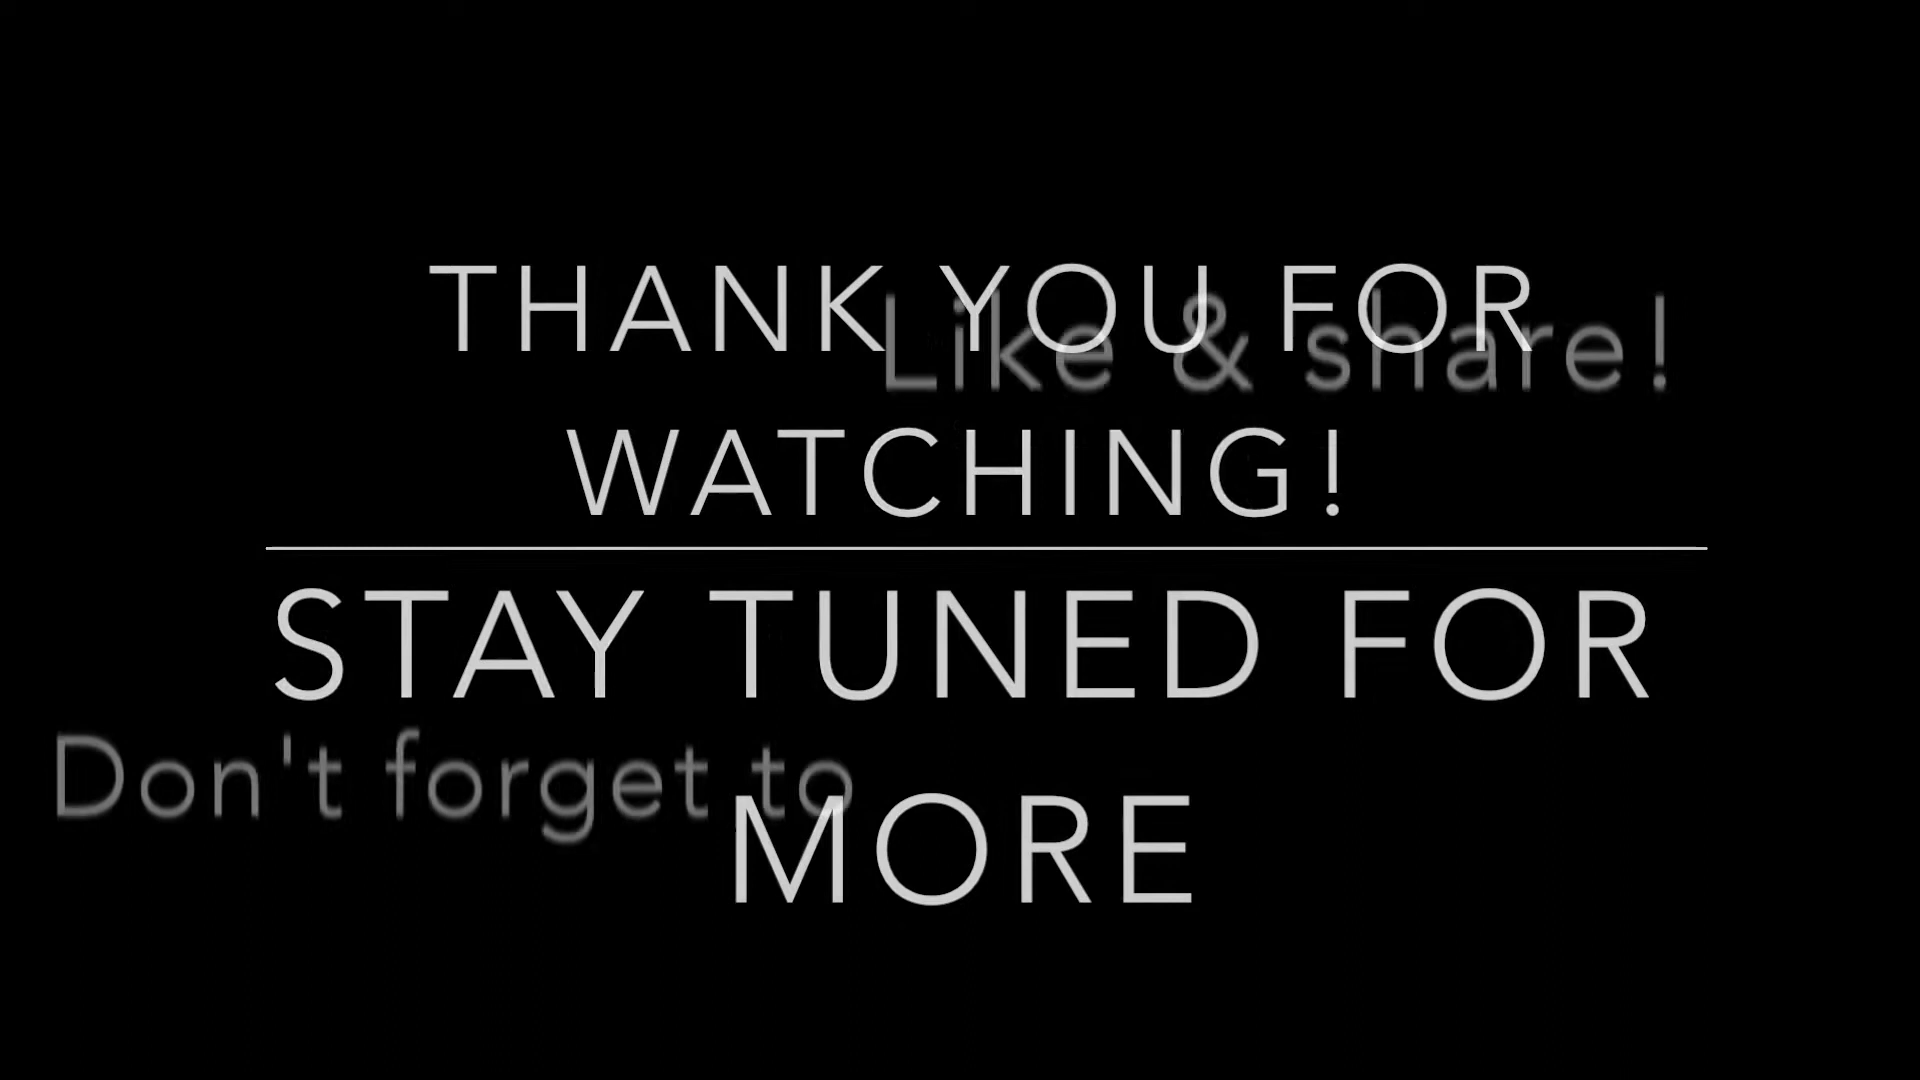 THANK YOU FOR
Like & share!
WATCHING!
STAY TUNED FOR
Don't forget to
MORE